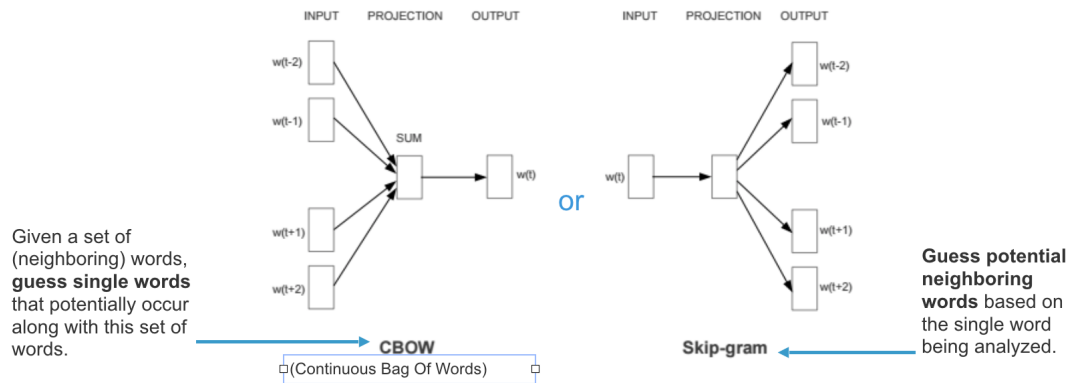 INPUT PROJECTION OUTPUT
w(t-2)
w(t-1)
SUM
w(t)
w(t+1)
w(t+2)
CBOW
(Continuous Bag Of Words)
Given a set of
(neighboring) words,
guess single words
that potentially occur
along with this set of
words.
or
INPUT PROJECTION OUTPUT
w(t-2)
w(t-1)
w(t)
w(t+1)
w(t+2)
Skip-gram
Guess potential
neighboring
words based on
the single word
being analyzed.